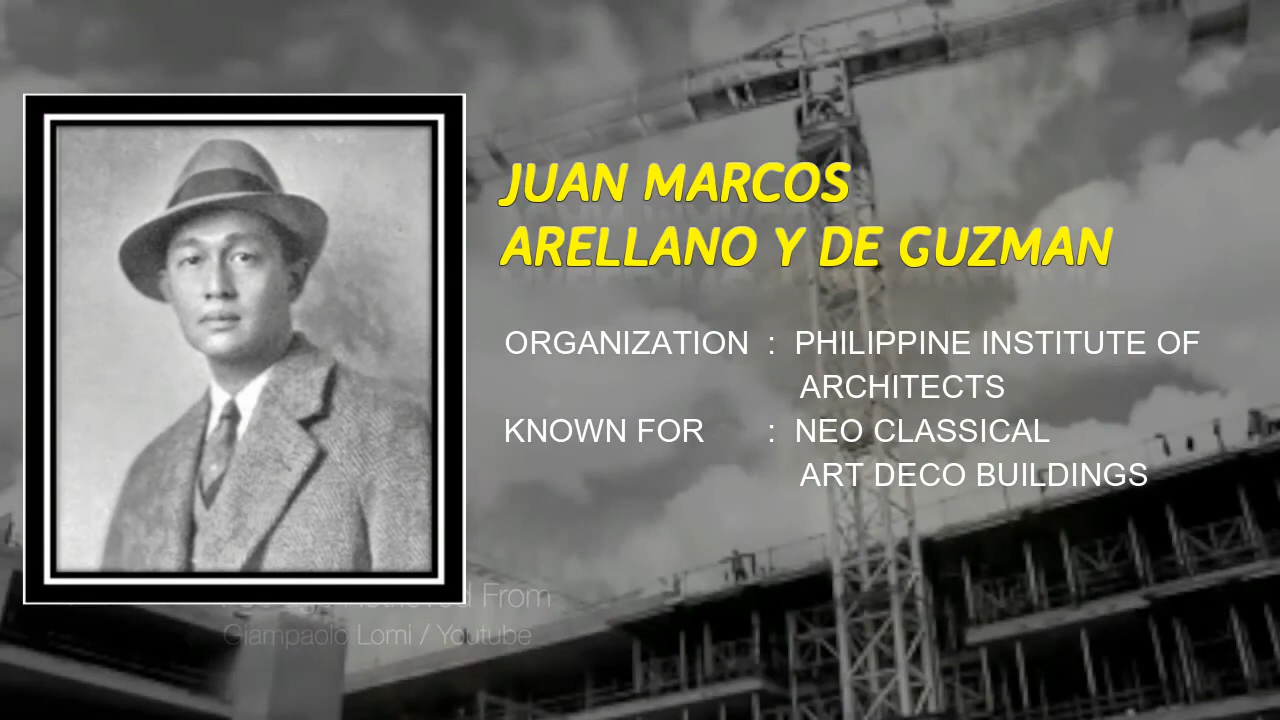 JUAN MARCOS
ARELLANO Y DE GUZMAN
ORGANIZATION : PHILIPPINE INSTITUTE OF
ARCHITECTS
KNOWN FOR : NEO CLASSICAL
ART DECO BUILDINGS
From
Giampaolo Lomi / Youtube